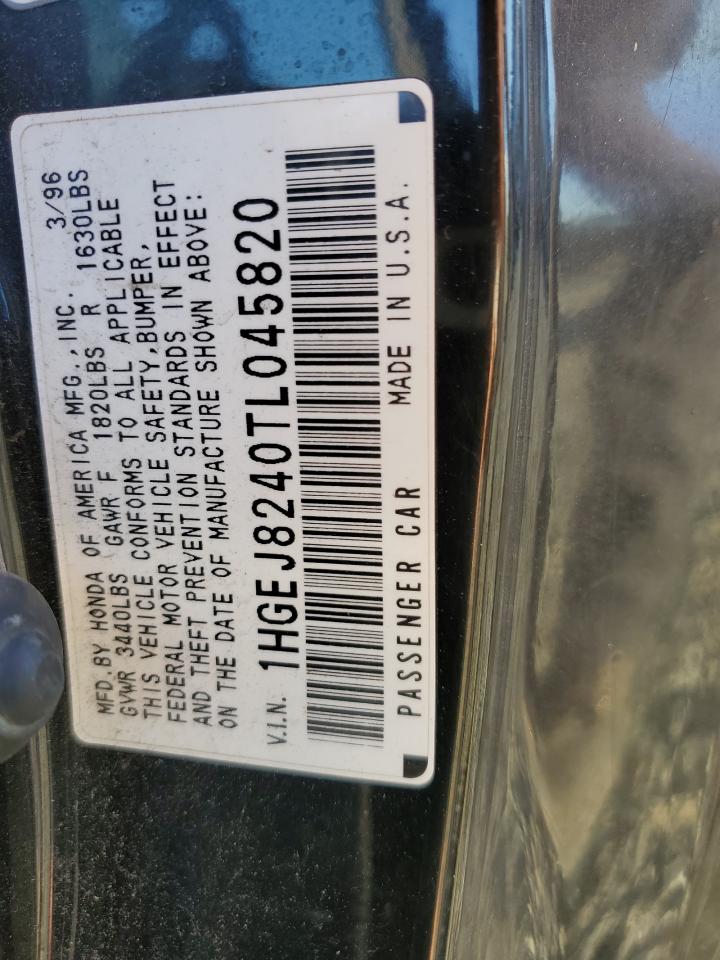 MFD. BY HONDA OF AMERICA MFG., INC. 3/96
GVWR 3440LBS GAWR F 1820LBS R 1630LBS
THIS VEHICLE CONFORMS TO ALL APPLICABLE
FEDERAL MOTOR VEHICLE SAFETY, BUMPER,
AND THEFT PREVENTION STANDARDS IN EFFECT
ON THE DATE OF MANUFACTURE SHOWN ABOVE:
V.I.N. 1HGEJ8240TL045820
PASSENGER CAR MADE IN U.S.A.